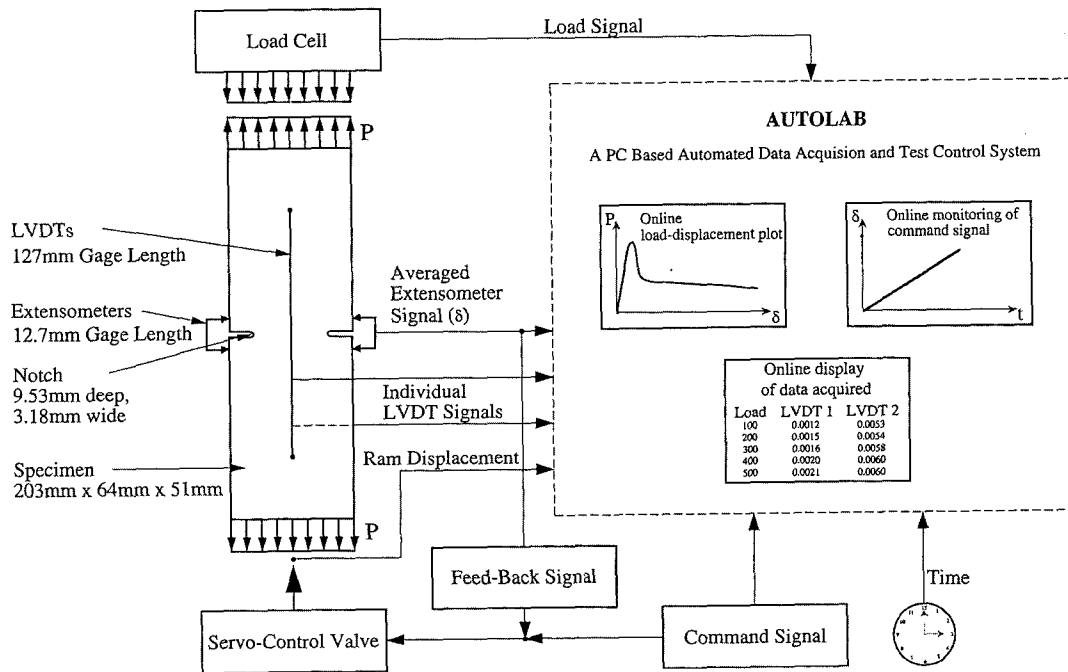 Load Cell
Load Signal
P
AUTOLAB
A PC Based Automated Data Acquision and Test Control System
P
Online
load-displacement plot
δ
δ
Online monitoring of
command signal
t
LVDTs
127mm Gage Length
Averaged
Extensometer
Signal (δ)
Extensometers
12.7mm Gage Length
Notch
9.53mm deep,
3.18mm wide
Individual
LVDT Signals
Online display
of data acquired
Load LVDT 1 LVDT 2
100 0.0012 0.0053
200 0.0015 0.0054
300 0.0016 0.0058
400 0.0020 0.0060
500 0.0021 0.0060
Specimen
203mm x 64mm x 51mm
Ram Displacement
P
Feed-Back Signal
Time
Servo-Control Valve
Command Signal